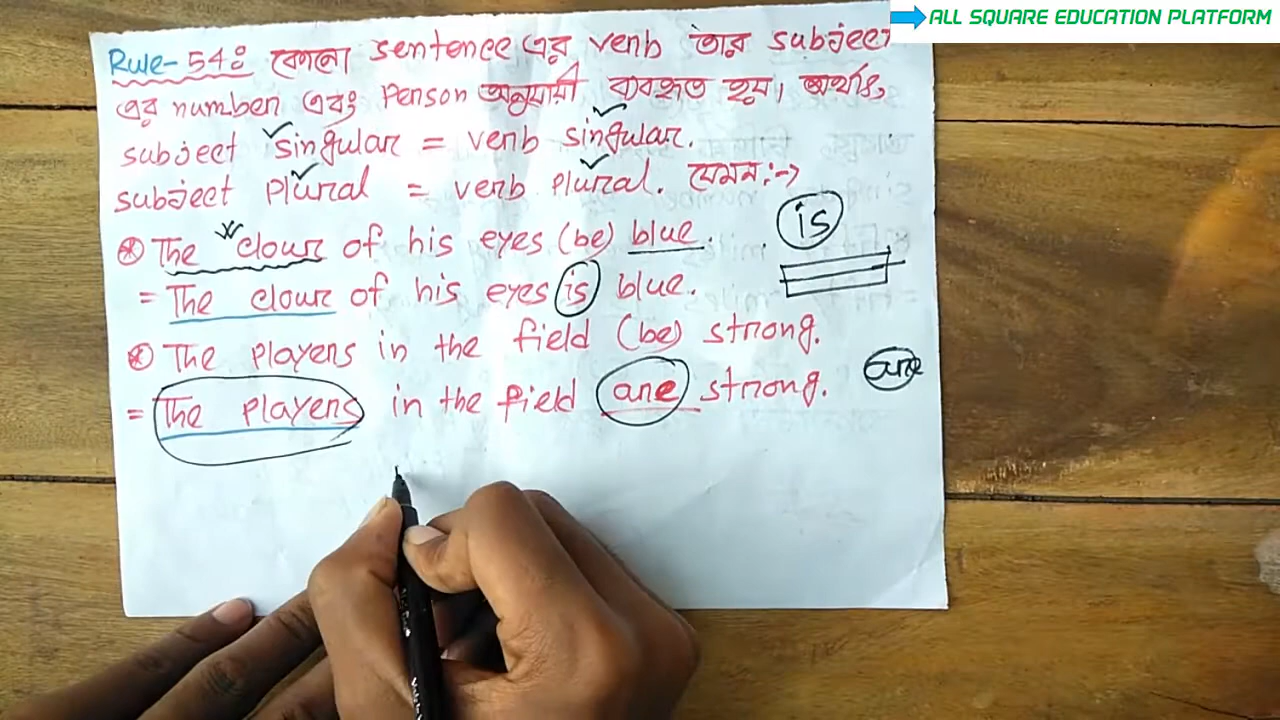 ALL SQUARE EDUCATION PLATFORM
Rule-54: কোনো sentence এর verb তার subject
এর number এবং Person অনুযায়ী ব্যবহৃত হয়। অর্থাৎ,
subject singular = verb singular.
subject Plural = verb Plural. যেমন:->
The clour of his eyes (be) blue.
is
= The clour of his eyes is blue.
The Players in the field (be) strong.
are
= The Players in the field are strong.